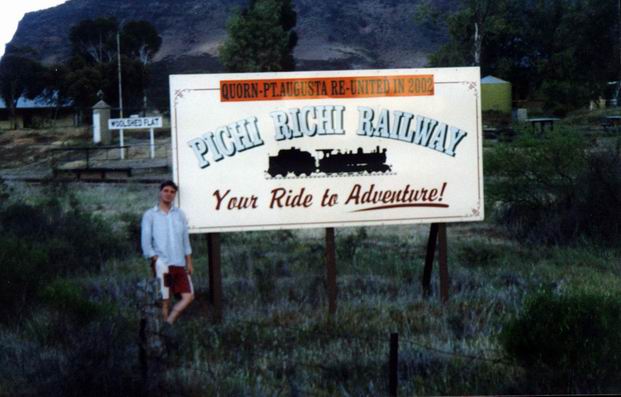 QUORN-PT.AUGUSTA RE-UNITED IN 2002
PICHI RICHI RAILWAY
Your Ride to Adventure!
WOOLSHED FLAT